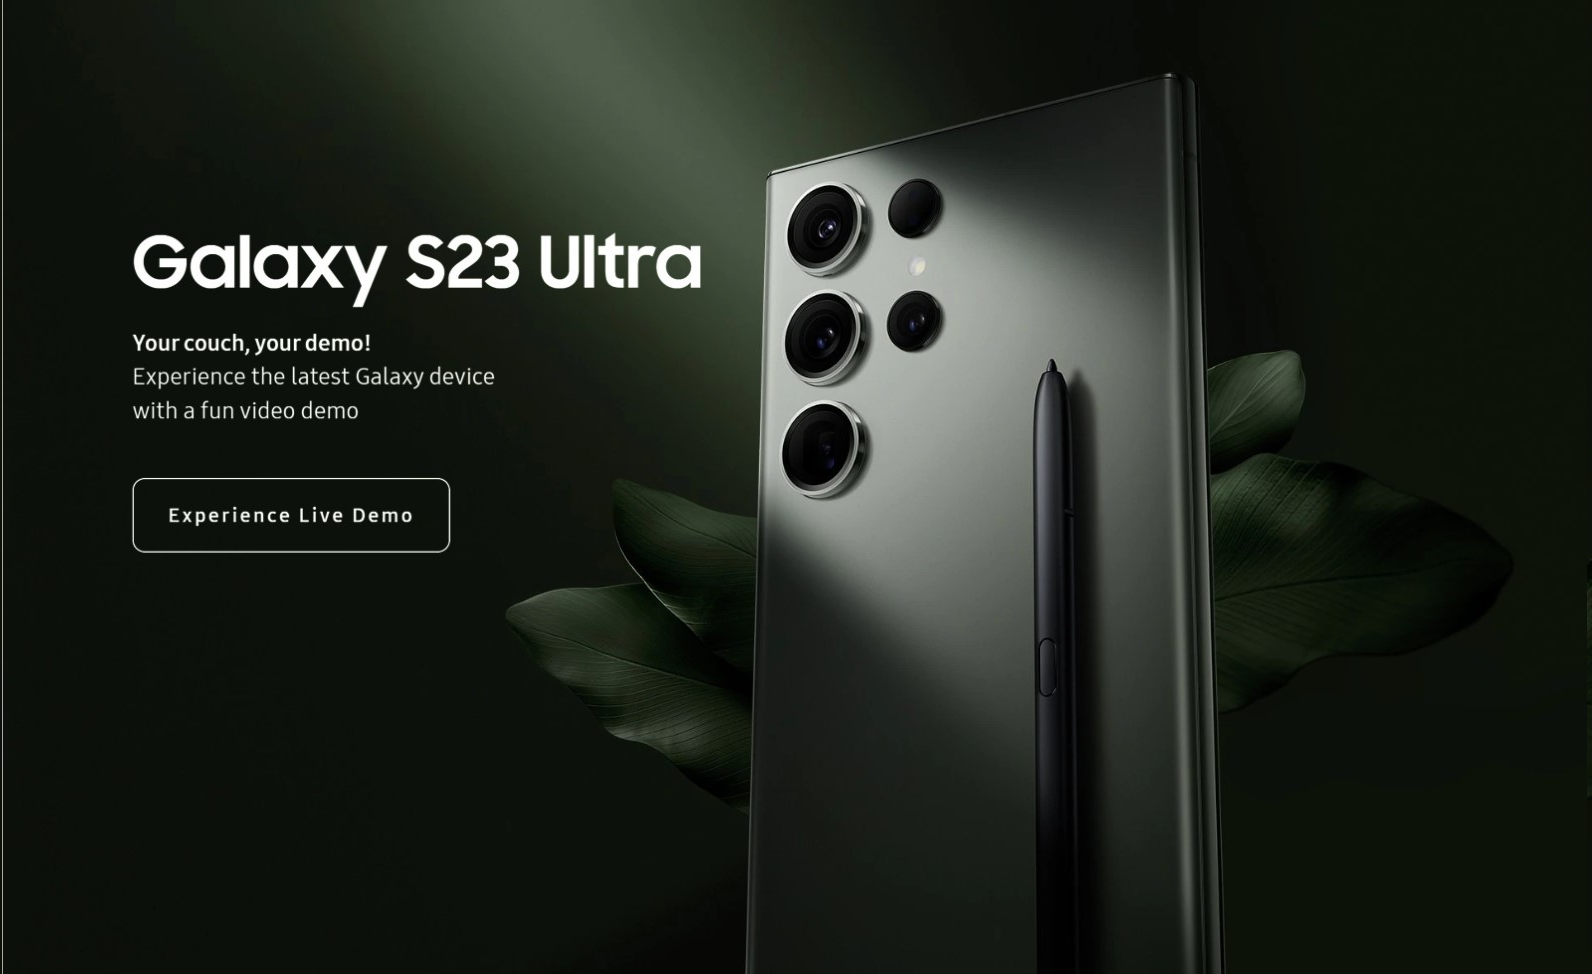 Galaxy S23 Ultra
Your couch, your demo!
Experience the latest Galaxy device
with a fun video demo
Experience Live Demo